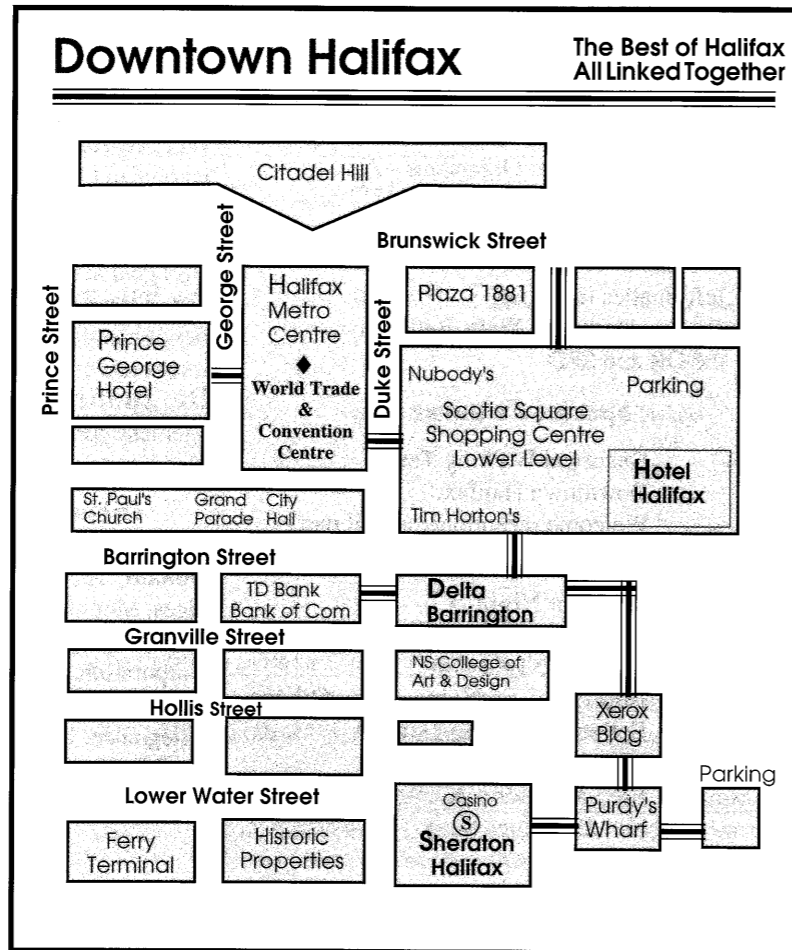 Downtown Halifax
The Best of Halifax
All Linked Together
Citadel Hill
Brunswick Street
Prince Street
George Street
Duke Street
Prince
George
Hotel
Halifax
Metro
Centre
♦
World Trade
&
Convention
Centre
Plaza 1881
Nubody's
Parking
Scotia Square
Shopping Centre
Lower Level
Hotel
Halifax
Tim Horton's
St. Paul's
Church
Grand
Parade
City
Hall
Barrington Street
TD Bank
Bank of Com
Delta
Barrington
Granville Street
NS College of
Art & Design
Hollis Street
Xerox
Bldg
Lower Water Street
Parking
Ferry
Terminal
Historic
Properties
Casino
S
Sheraton
Halifax
Purdy's
Wharf